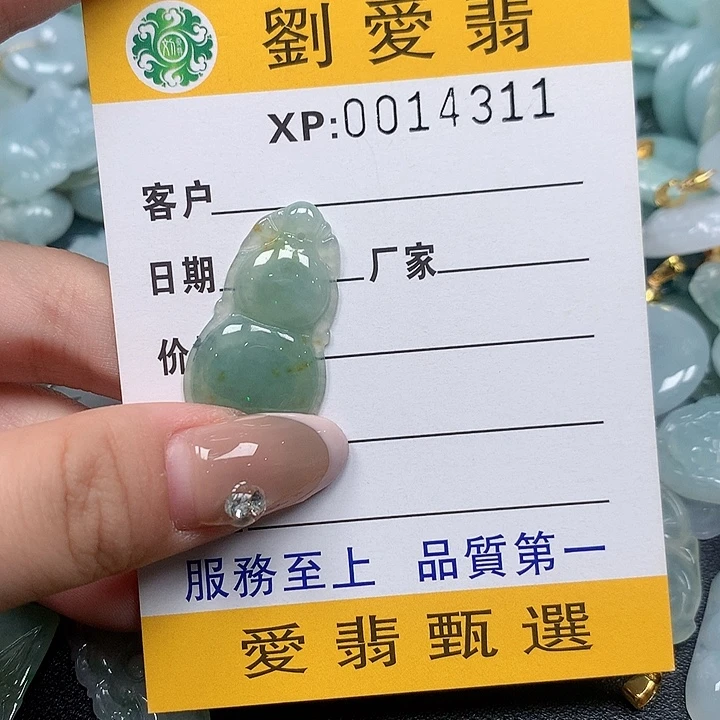 劉愛翡
XP:0014311
客户
日期 厂家
价
服務至上 品質第一
愛翡甄選